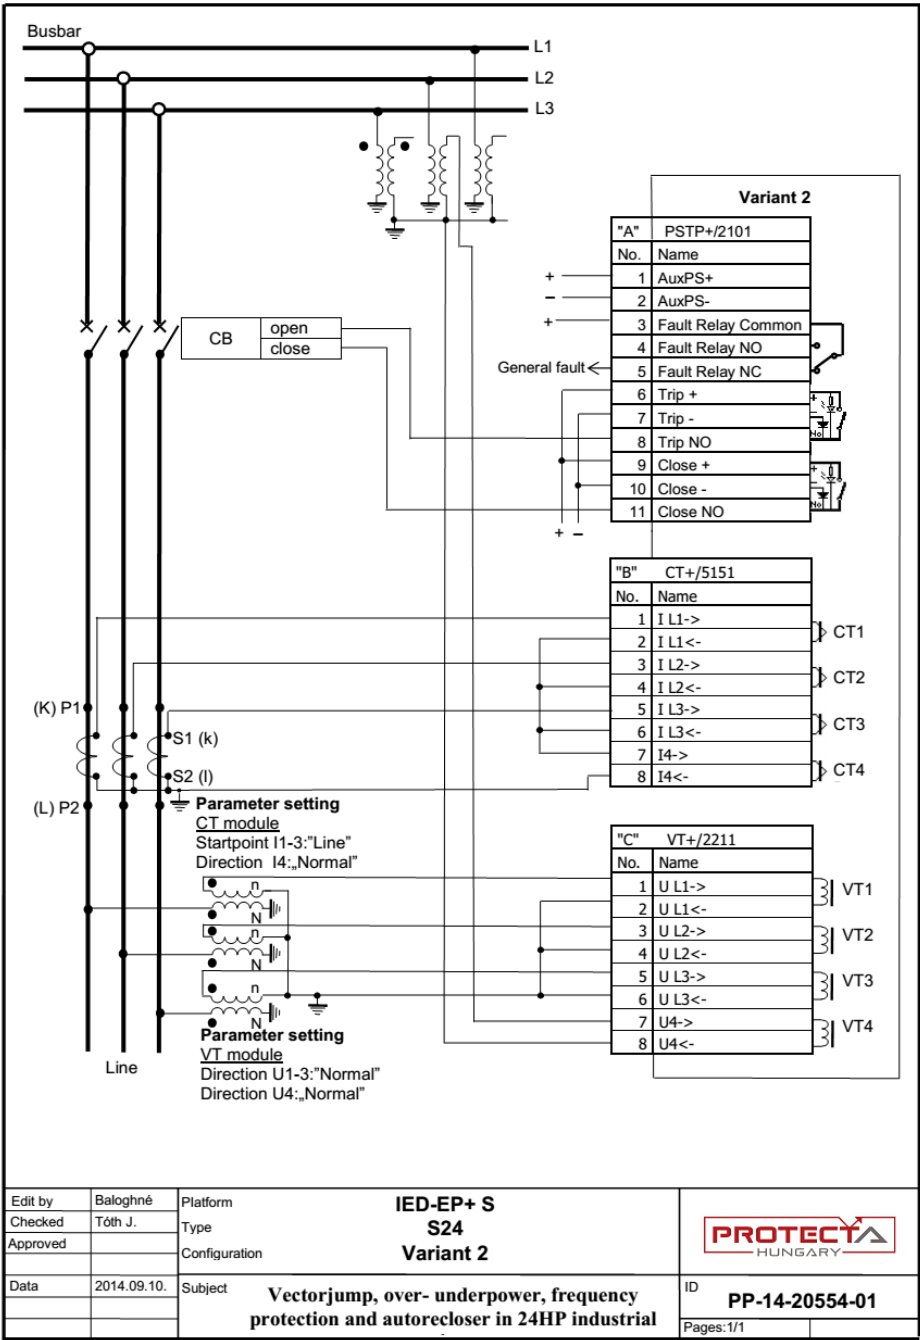 Busbar
L1
L2
L3
Variant 2
"A" PSTP+/2101
No. Name
+ 1 AuxPS+
– 2 AuxPS-
+ 3 Fault Relay Common
4 Fault Relay NO
General fault 5 Fault Relay NC
6 Trip +
7 Trip -
8 Trip NO
9 Close +
10 Close -
11 Close NO
+ –
+
No
+
No
CB open
close
"B" CT+/5151
No. Name
1 I L1->
2 I L1<-
CT1
3 I L2->
4 I L2<-
CT2
5 I L3->
6 I L3<-
CT3
7 I4->
8 I4<-
CT4
(K) P1
S1 (k)
S2 (l)
(L) P2
Parameter setting
CT module
Startpoint I1-3:"Line"
Direction I4:„Normal”
"C" VT+/2211
No. Name
1 U L1->
2 U L1<-
VT1
3 U L2->
4 U L2<-
VT2
5 U L3->
6 U L3<-
VT3
7 U4->
8 U4<-
VT4
n
N
n
N
n
N
Parameter setting
VT module
Direction U1-3:"Normal"
Direction U4:„Normal”
Line
Edit by Baloghné
Checked Tóth J.
Approved
Data 2014.09.10.
Platform IED-EP+ S
Type S24
Configuration Variant 2
Subject Vectorjump, over- underpower, frequency
protection and autorecloser in 24HP industrial
PROTECTA
HUNGARY
ID
PP-14-20554-01
Pages:1/1